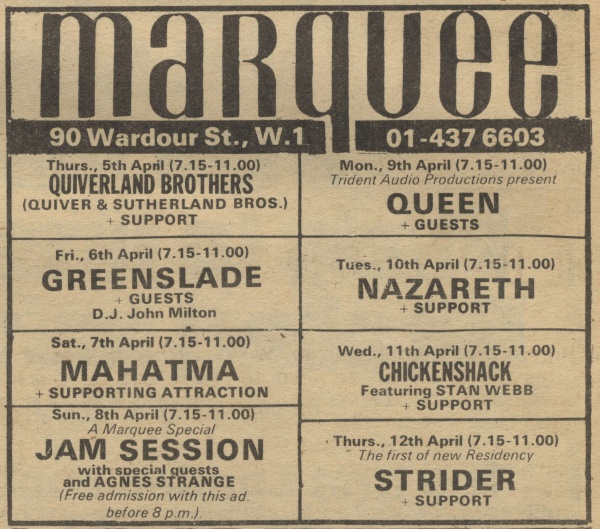 marquee
90 Wardour St., W.1
01-437 6603
Thurs., 5th April (7.15-11.00)
QUIVERLAND BROTHERS
(QUIVER & SUTHERLAND BROS.)
+ SUPPORT
Fri., 6th April (7.15-11.00)
GREENSLADE
+ GUESTS
D.J. John Milton
Sat., 7th April (7.15-11.00)
MAHATMA
+ SUPPORTING ATTRACTION
Sun., 8th April (7.15-11.00)
A Marquee Special
JAM SESSION
with special guests
and AGNES STRANGE
(Free admission with this ad.
before 8 p.m.).
Mon., 9th April (7.15-11.00)
Trident Audio Productions present
QUEEN
+ GUESTS
Tues., 10th April (7.15-11.00)
NAZARETH
+ SUPPORT
Wed., 11th April (7.15-11.00)
CHICKENSHACK
Featuring STAN WEBB
+ SUPPORT
Thurs., 12th April (7.15-11.00)
The first of new Residency
STRIDER
+ SUPPORT